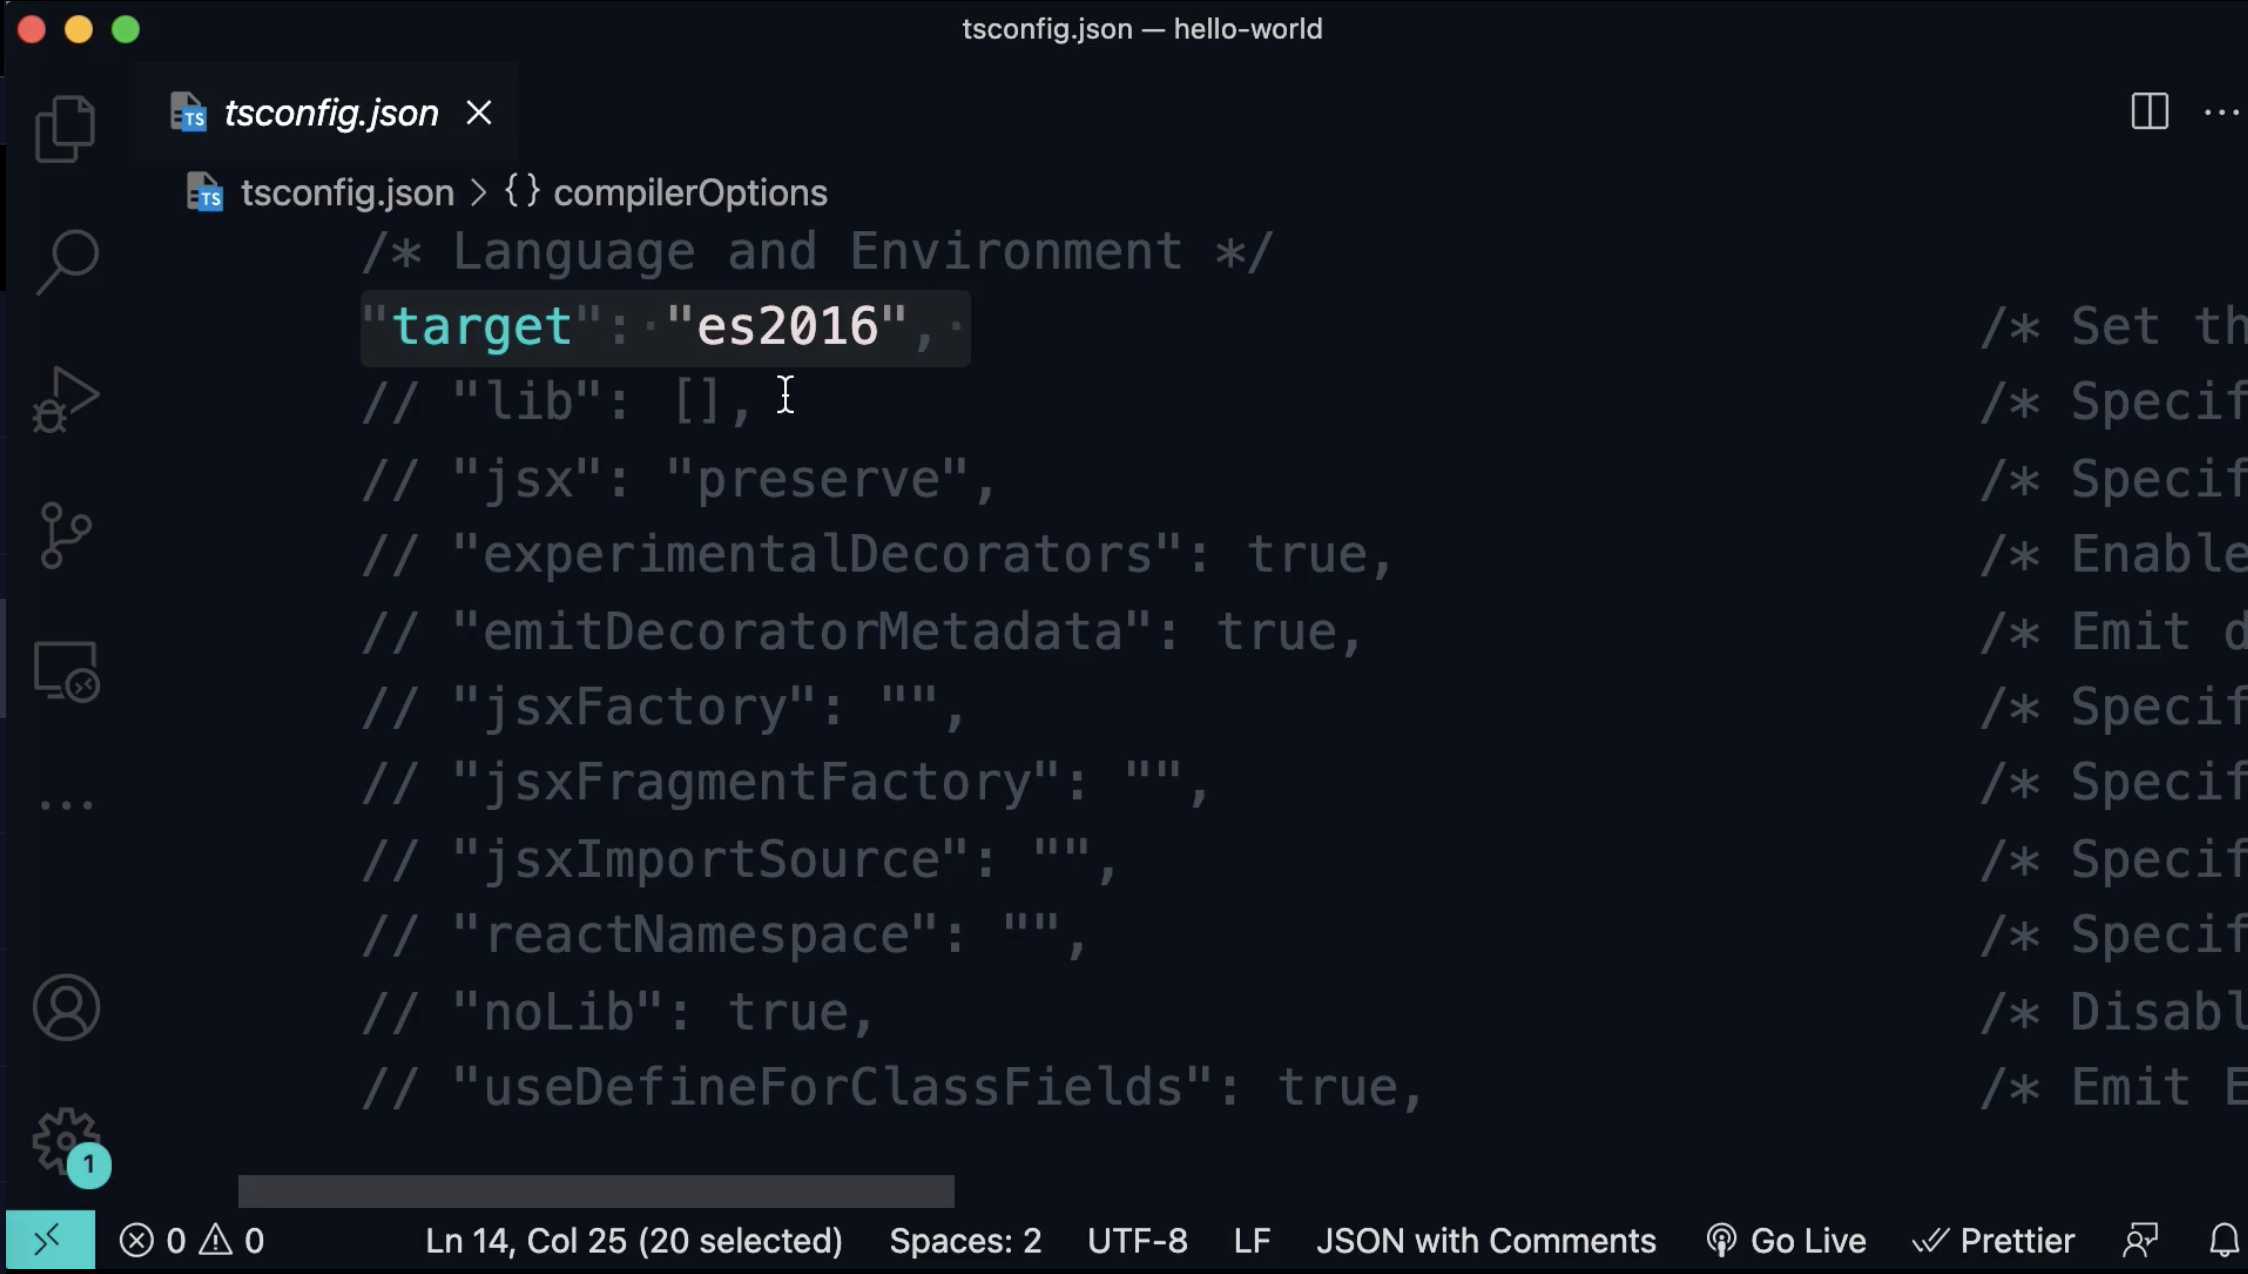 tsconfig.json — hello-world
TS tsconfig.json
TS tsconfig.json > {} compilerOptions
/* Language and Environment */
"target": "es2016", /* Set th
// "lib": [], /* Specif
// "jsx": "preserve", /* Specif
// "experimentalDecorators": true, /* Enable
// "emitDecoratorMetadata": true, /* Emit d
// "jsxFactory": "", /* Specif
// "jsxFragmentFactory": "", /* Specif
// "jsxImportSource": "", /* Specif
// "reactNamespace": "", /* Specif
// "noLib": true, /* Disabl
// "useDefineForClassFields": true, /* Emit E
1
0 0 Ln 14, Col 25 (20 selected) Spaces: 2 UTF-8 LF JSON with Comments Go Live Prettier